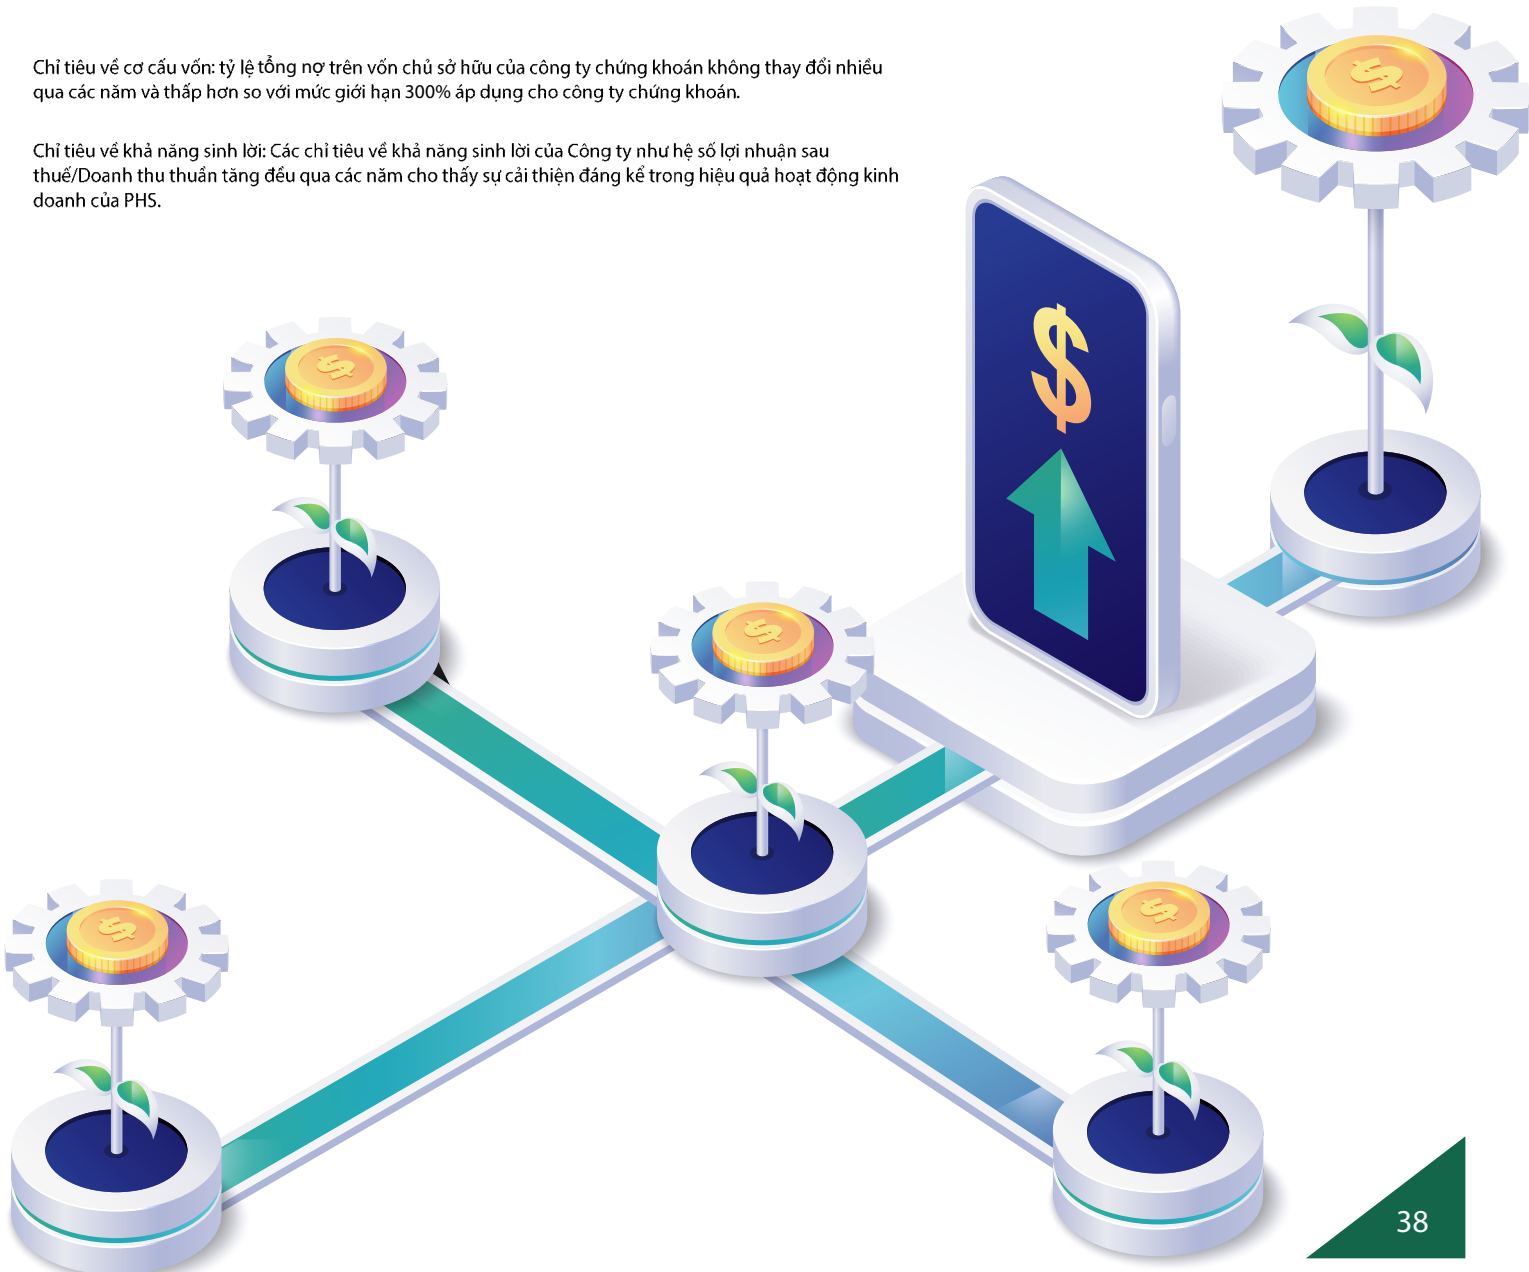 Chỉ tiêu về cơ cấu vốn: tỷ lệ tổng nợ trên vốn chủ sở hữu của công ty chứng khoán không thay đổi nhiều
qua các năm và thấp hơn so với mức giới hạn 300% áp dụng cho công ty chứng khoán.
Chỉ tiêu về khả năng sinh lời: Các chỉ tiêu về khả năng sinh lời của Công ty như hệ số lợi nhuận sau
thuế/Doanh thu thuần tăng đều qua các năm cho thấy sự cải thiện đáng kể trong hiệu quả hoạt động kinh
doanh của PHS.
$
$
$
$
$
$
38